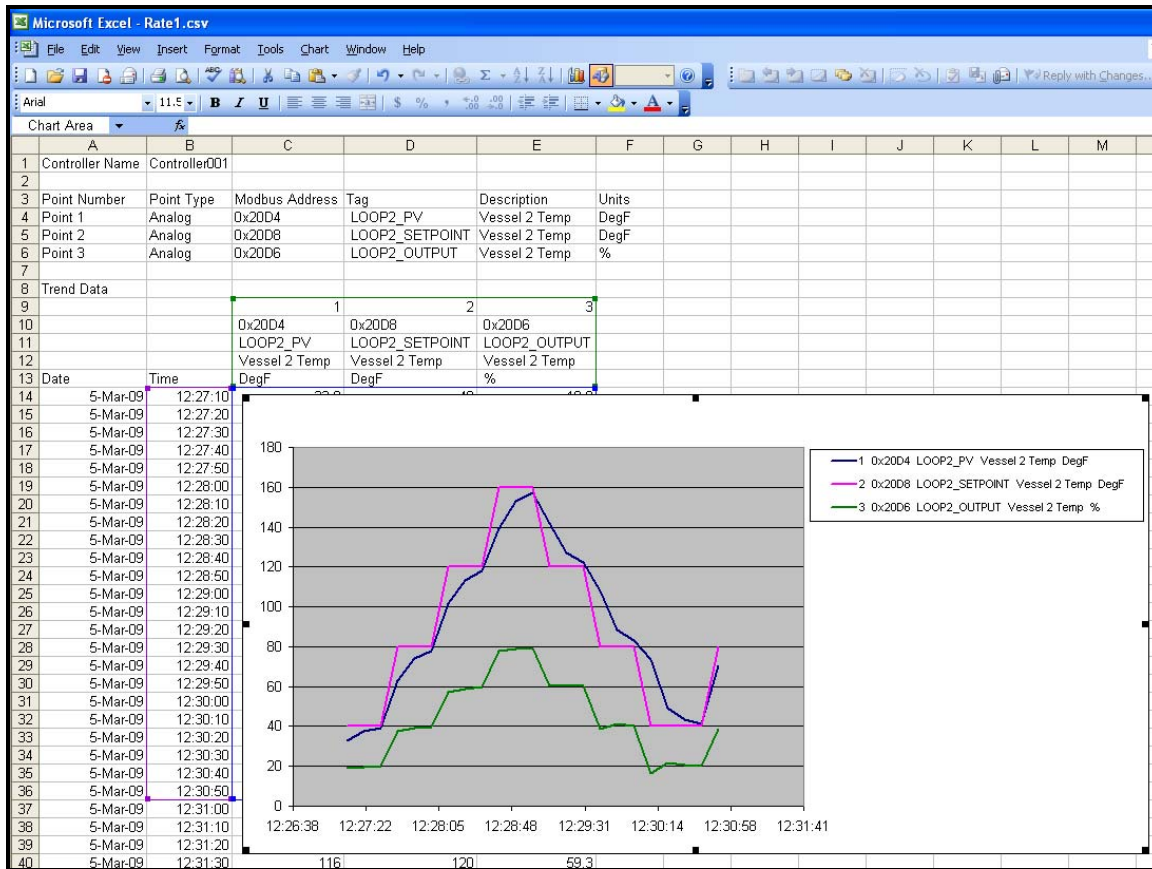 Microsoft Excel - Rate1.csv
File Edit View Insert Format Tools Chart Window Help
Reply with Changes...
Arial 11.5 B I U $ % ,
Chart Area fx
A B C D E F G H I J K L M
1 Controller Name Controller001
2
3 Point Number Point Type Modbus Address Tag Description Units
4 Point 1 Analog 0x20D4 LOOP2_PV Vessel 2 Temp DegF
5 Point 2 Analog 0x20D8 LOOP2_SETPOINT Vessel 2 Temp DegF
6 Point 3 Analog 0x20D6 LOOP2_OUTPUT Vessel 2 Temp %
7
8 Trend Data
9 1 2 3
10 0x20D4 0x20D8 0x20D6
11 LOOP2_PV LOOP2_SETPOINT LOOP2_OUTPUT
12 Vessel 2 Temp Vessel 2 Temp Vessel 2 Temp
13 Date Time DegF DegF %
14 5-Mar-09 12:27:10
15 5-Mar-09 12:27:20
16 5-Mar-09 12:27:30
17 5-Mar-09 12:27:40
18 5-Mar-09 12:27:50
19 5-Mar-09 12:28:00
20 5-Mar-09 12:28:10
21 5-Mar-09 12:28:20
22 5-Mar-09 12:28:30
23 5-Mar-09 12:28:40
24 5-Mar-09 12:28:50
25 5-Mar-09 12:29:00
26 5-Mar-09 12:29:10
27 5-Mar-09 12:29:20
28 5-Mar-09 12:29:30
29 5-Mar-09 12:29:40
30 5-Mar-09 12:29:50
31 5-Mar-09 12:30:00
32 5-Mar-09 12:30:10
33 5-Mar-09 12:30:20
34 5-Mar-09 12:30:30
35 5-Mar-09 12:30:40
36 5-Mar-09 12:30:50
37 5-Mar-09 12:31:00
38 5-Mar-09 12:31:10
39 5-Mar-09 12:31:20
40 5-Mar-09 12:31:30 116 120 59.3
180
160
140
120
100
80
60
40
20
0
12:26:38 12:27:22 12:28:05 12:28:48 12:29:31 12:30:14 12:30:58 12:31:41
1 0x20D4 LOOP2_PV Vessel 2 Temp DegF
2 0x20D8 LOOP2_SETPOINT Vessel 2 Temp DegF
3 0x20D6 LOOP2_OUTPUT Vessel 2 Temp %